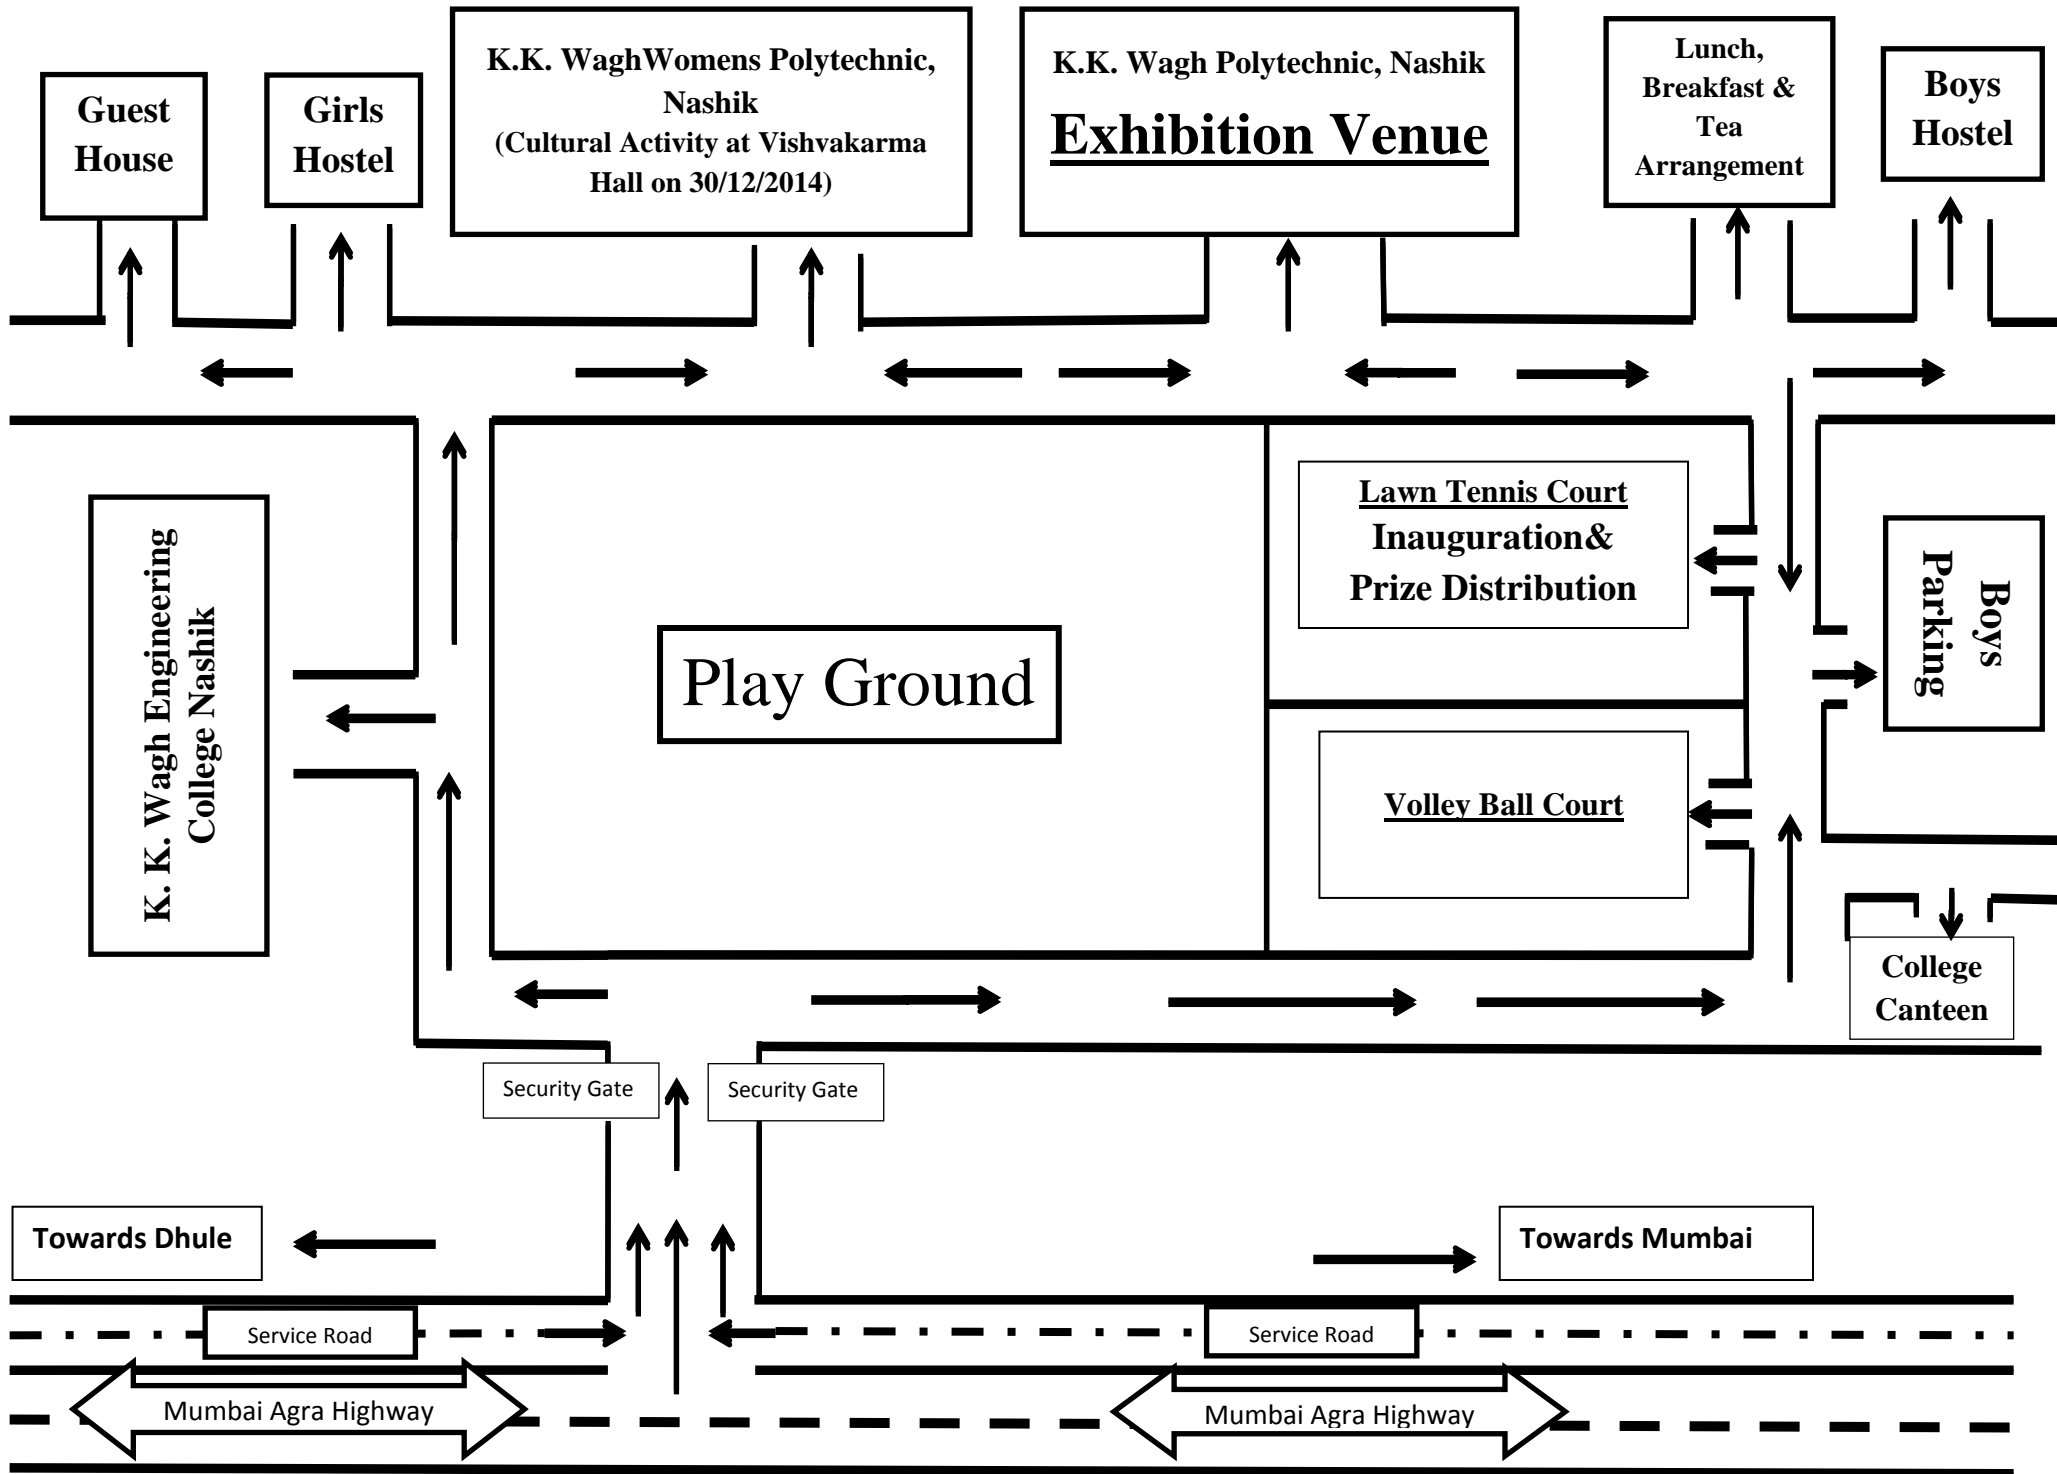 Guest
House
Girls
Hostel
K.K. WaghWomens Polytechnic,
Nashik
(Cultural Activity at Vishvakarma
Hall on 30/12/2014)
K.K. Wagh Polytechnic, Nashik
Exhibition Venue
Lunch,
Breakfast &
Tea
Arrangement
Boys
Hostel
K. K. Wagh Engineering
College Nashik
Play Ground
Lawn Tennis Court
Inauguration&
Prize Distribution
Boys
Parking
Volley Ball Court
College
Canteen
Security Gate
Security Gate
Towards Dhule
Towards Mumbai
Service Road
Service Road
Mumbai Agra Highway
Mumbai Agra Highway